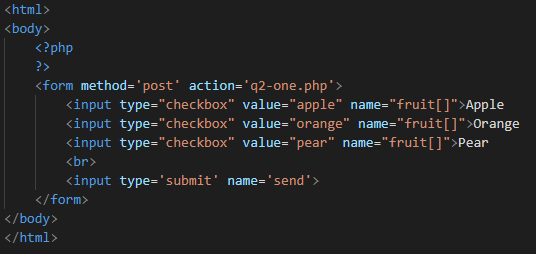 <html>
<body>
    <?php
    ?>
    <form method='post' action='q2-one.php'>
        <input type="checkbox" value="apple" name="fruit[]">Apple
        <input type="checkbox" value="orange" name="fruit[]">Orange
        <input type="checkbox" value="pear" name="fruit[]">Pear
        <br>
        <input type='submit' name='send'>
    </form>
</body>
</html>